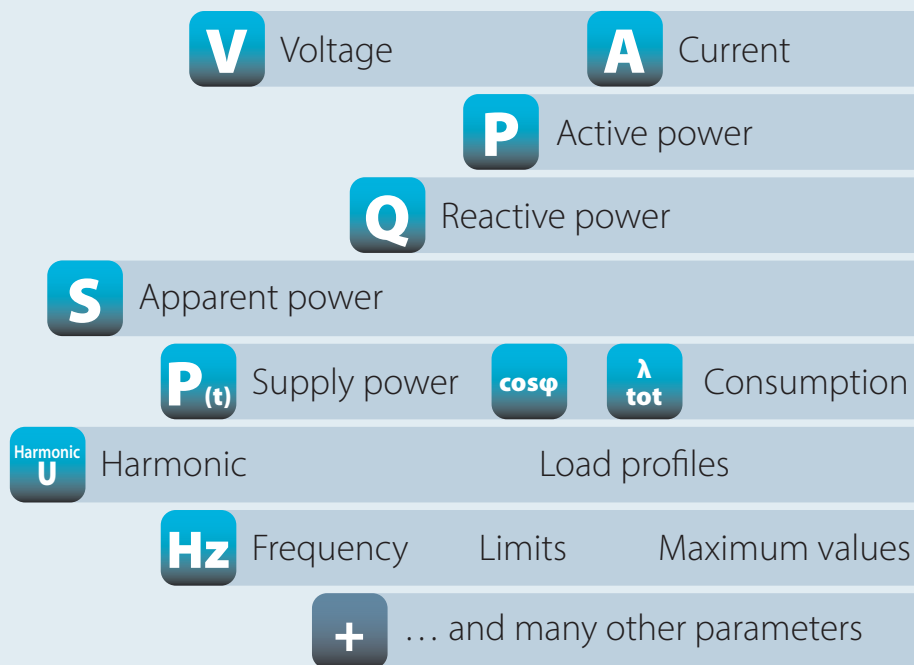 V Voltage A Current
P Active power
Q Reactive power
S Apparent power
P(t) Supply power cosφ λ tot Consumption
Harmonic U Harmonic Load profiles
Hz Frequency Limits Maximum values
+ … and many other parameters